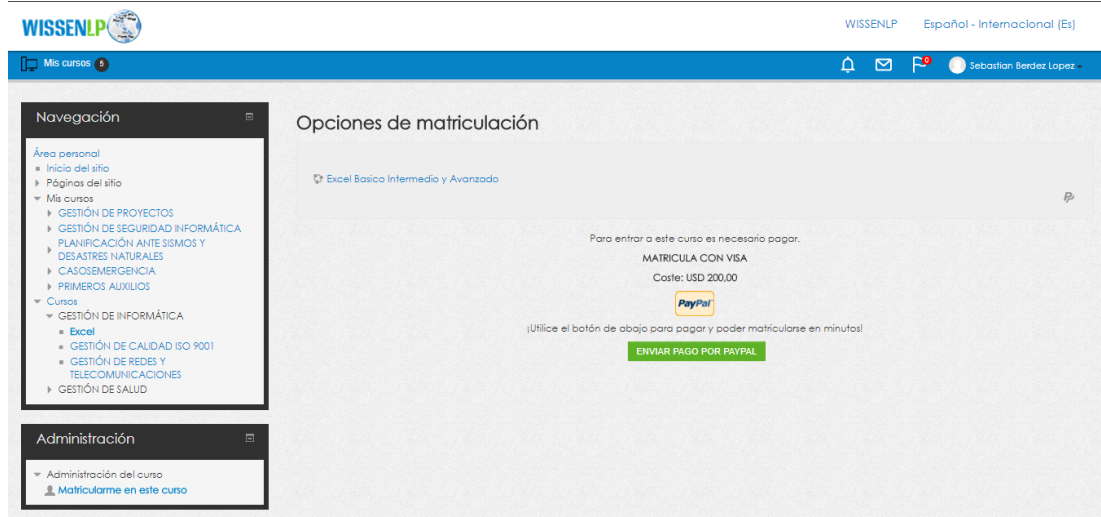 WISSENLP
WISSENLP Español - Internacional (Es)
Mis cursos 5
0 Sebastian Berdez Lopez
Navegación
Área personal
Inicio del sitio
Páginas del sitio
Mis cursos
GESTIÓN DE PROYECTOS
GESTIÓN DE SEGURIDAD INFORMÁTICA
PLANIFICACIÓN ANTE SISMOS Y
DESASTRES NATURALES
CASOSEMERGENCIA
PRIMEROS AUXILIOS
Cursos
GESTIÓN DE INFORMÁTICA
Excel
GESTIÓN DE CALIDAD ISO 9001
GESTIÓN DE REDES Y
TELECOMUNICACIONES
GESTIÓN DE SALUD
Administración
Administración del curso
Matricularme en este curso
Opciones de matriculación
Excel Basico Intermedio y Avanzado
Para entrar a este curso es necesario pagar.
MATRICULA CON VISA
Coste: USD 200,00
PayPal
¡Utilice el botón de abajo para pagar y poder matricularse en minutos!
ENVIAR PAGO POR PAYPAL